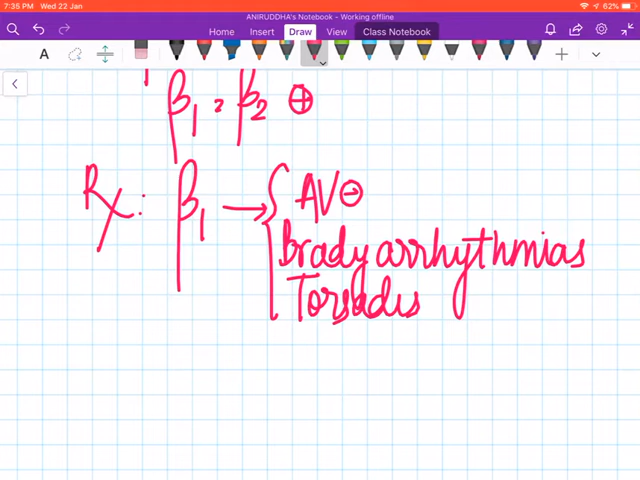 7:35 PM Wed 22 Jan
62%
ANIRUDDHA's Notebook - Working offline
Home Insert Draw View Class Notebook
A
β1 = β2 ⊕
Rx: β1 → { AV ⊖
Bradyarrhythmias
Torsades